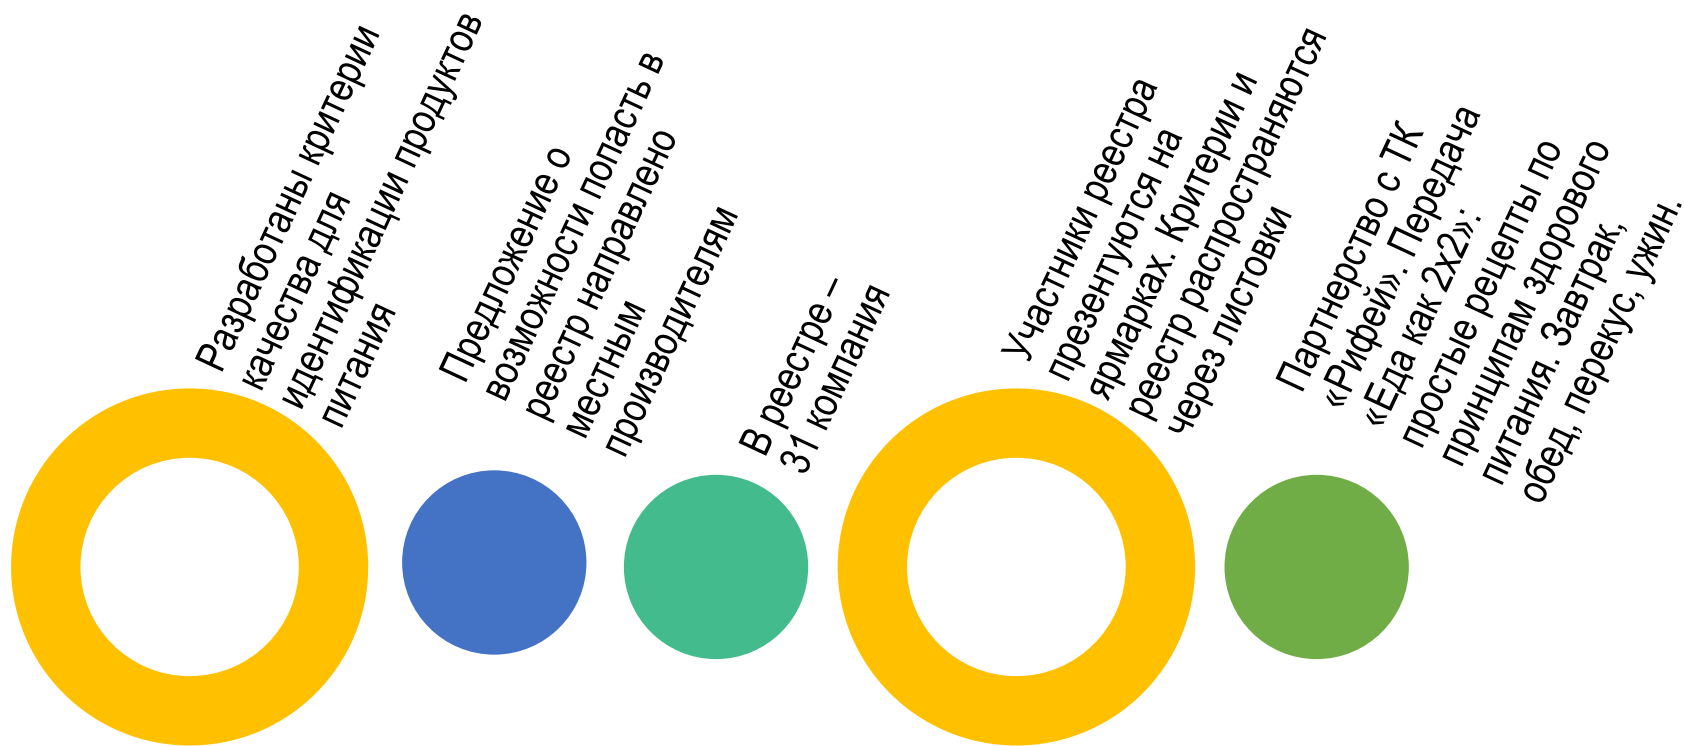 Разработаны критерии
качества для
идентификации продуктов
питания
Предложение о
возможности попасть в
реестр направлено
местным
производителям
В реестре –
31 компания
Участники реестра
презентуются на
ярмарках. Критерии и
реестр распространяются
через листовки
Партнерство с ТК
«Рифей». Передача
«Еда как 2х2»:
простые рецепты по
принципам здорового
питания. Завтрак,
обед, перекус, ужин.